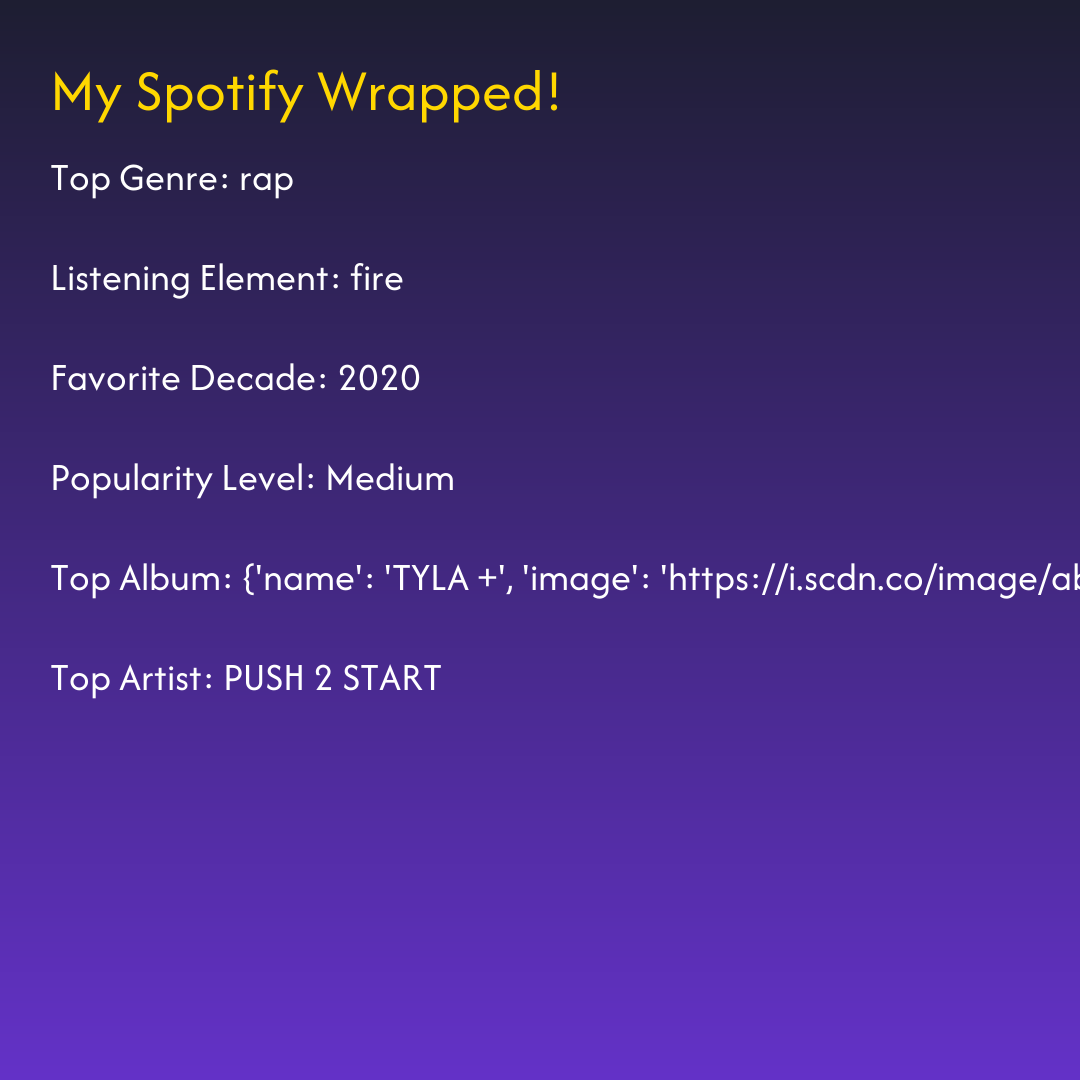 My Spotify Wrapped!
Top Genre: rap
Listening Element: fire
Favorite Decade: 2020
Popularity Level: Medium
Top Album: {'name': 'TYLA +', 'image': 'https://i.scdn.co/image/ab
Top Artist: PUSH 2 START